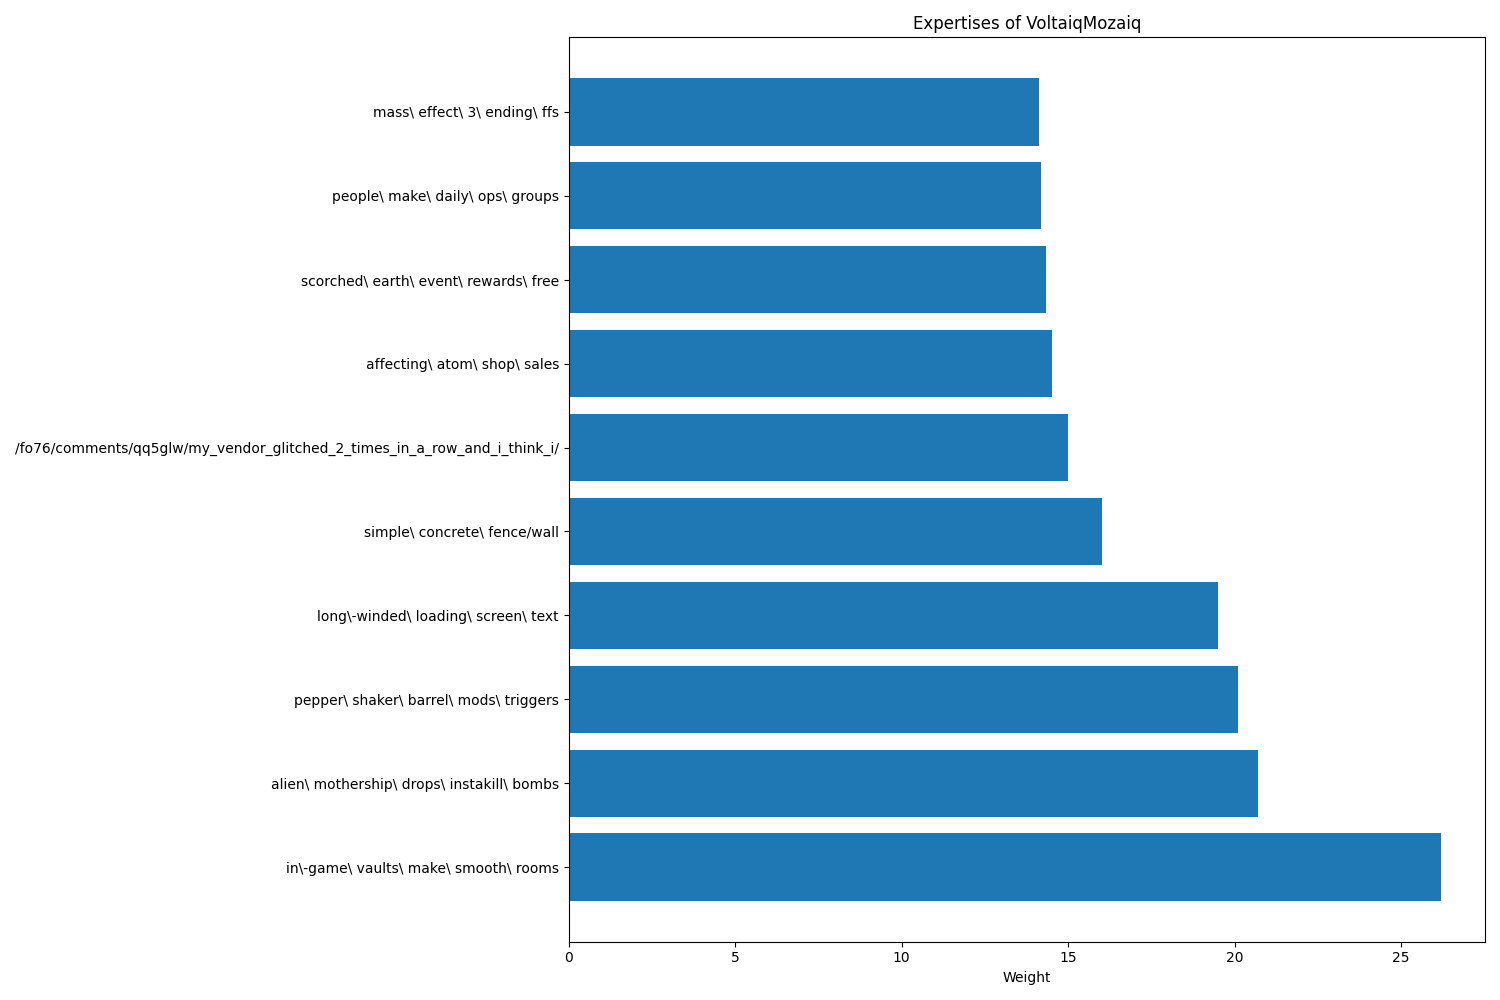 Expertises of VoltaiqMozaiq
mass\ effect\ 3\ ending\ ffs
people\ make\ daily\ ops\ groups
scorched\ earth\ event\ rewards\ free
affecting\ atom\ shop\ sales
/fo76/comments/qq5glw/my_vendor_glitched_2_times_in_a_row_and_i_think_i/
simple\ concrete\ fence/wall
long\-winded\ loading\ screen\ text
pepper\ shaker\ barrel\ mods\ triggers
alien\ mothership\ drops\ instakill\ bombs
in\-game\ vaults\ make\ smooth\ rooms
0 5 10 15 20 25
Weight